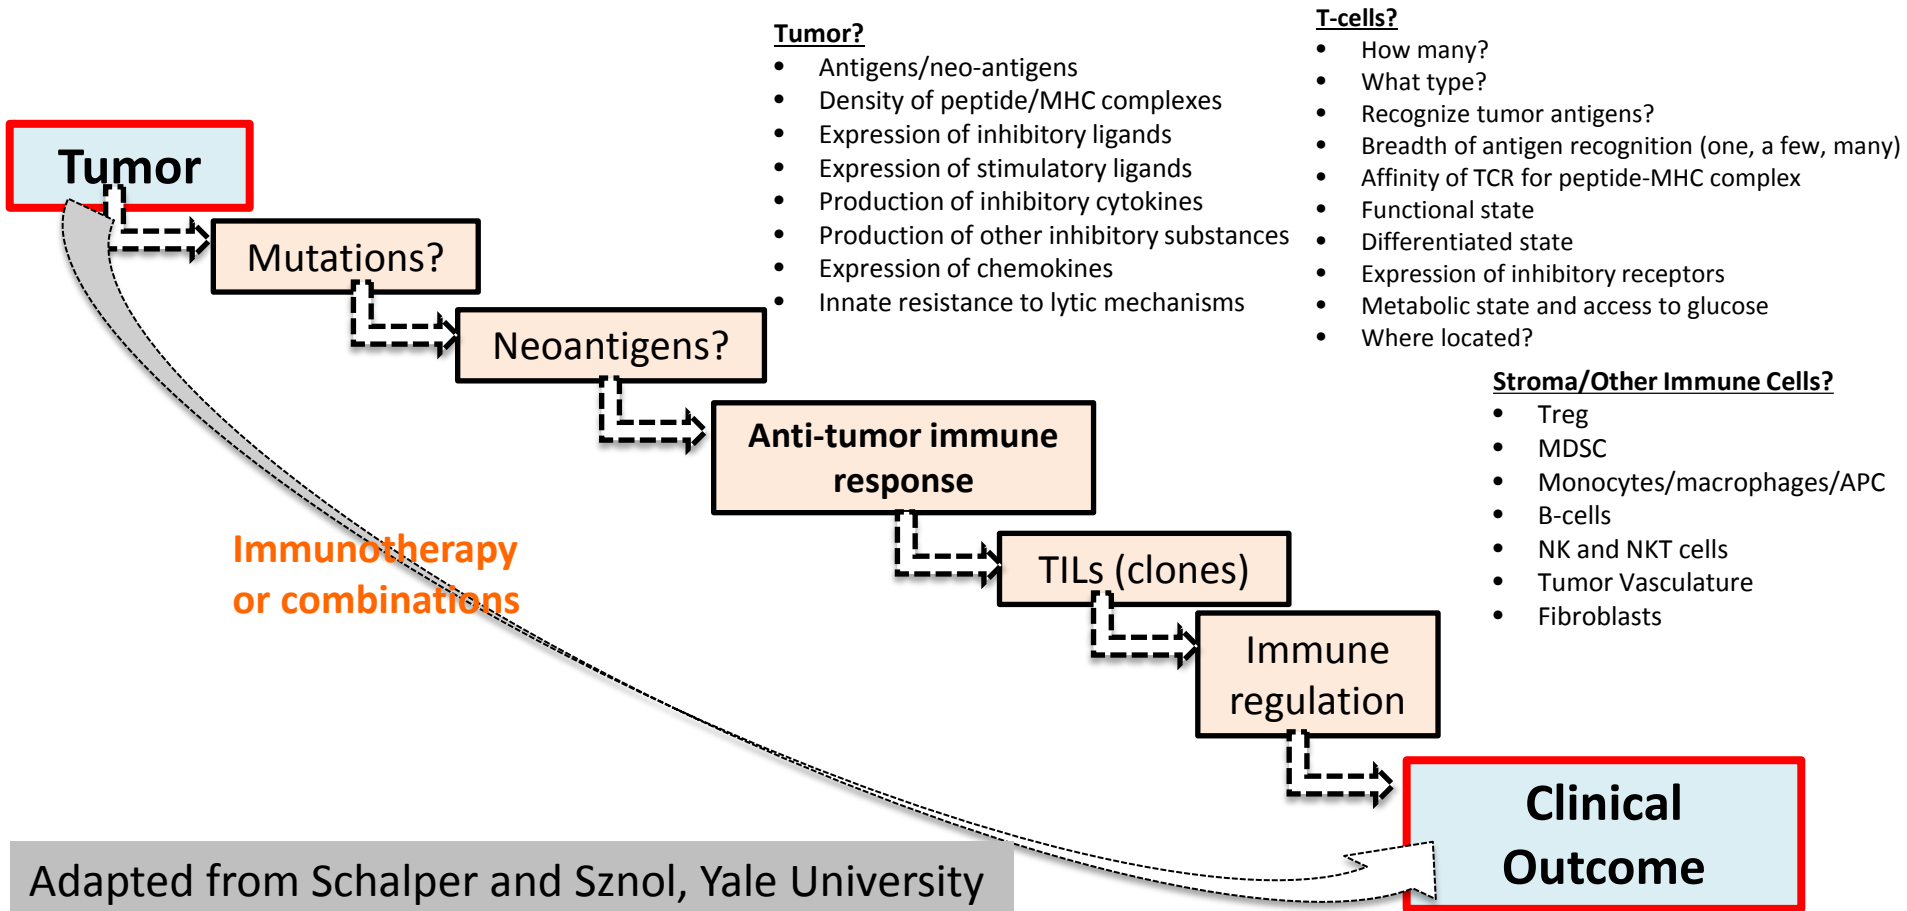 Tumor?
• Antigens/neo-antigens
• Density of peptide/MHC complexes
• Expression of inhibitory ligands
• Expression of stimulatory ligands
• Production of inhibitory cytokines
• Production of other inhibitory substances
• Expression of chemokines
• Innate resistance to lytic mechanisms
T-cells?
• How many?
• What type?
• Recognize tumor antigens?
• Breadth of antigen recognition (one, a few, many)
• Affinity of TCR for peptide-MHC complex
• Functional state
• Differentiated state
• Expression of inhibitory receptors
• Metabolic state and access to glucose
• Where located?
Stroma/Other Immune Cells?
• Treg
• MDSC
• Monocytes/macrophages/APC
• B-cells
• NK and NKT cells
• Tumor Vasculature
• Fibroblasts
Tumor
Mutations?
Neoantigens?
Anti-tumor immune
response
TILs (clones)
Immune
regulation
Clinical
Outcome
Immunotherapy
or combinations
Adapted from Schalper and Sznol, Yale University